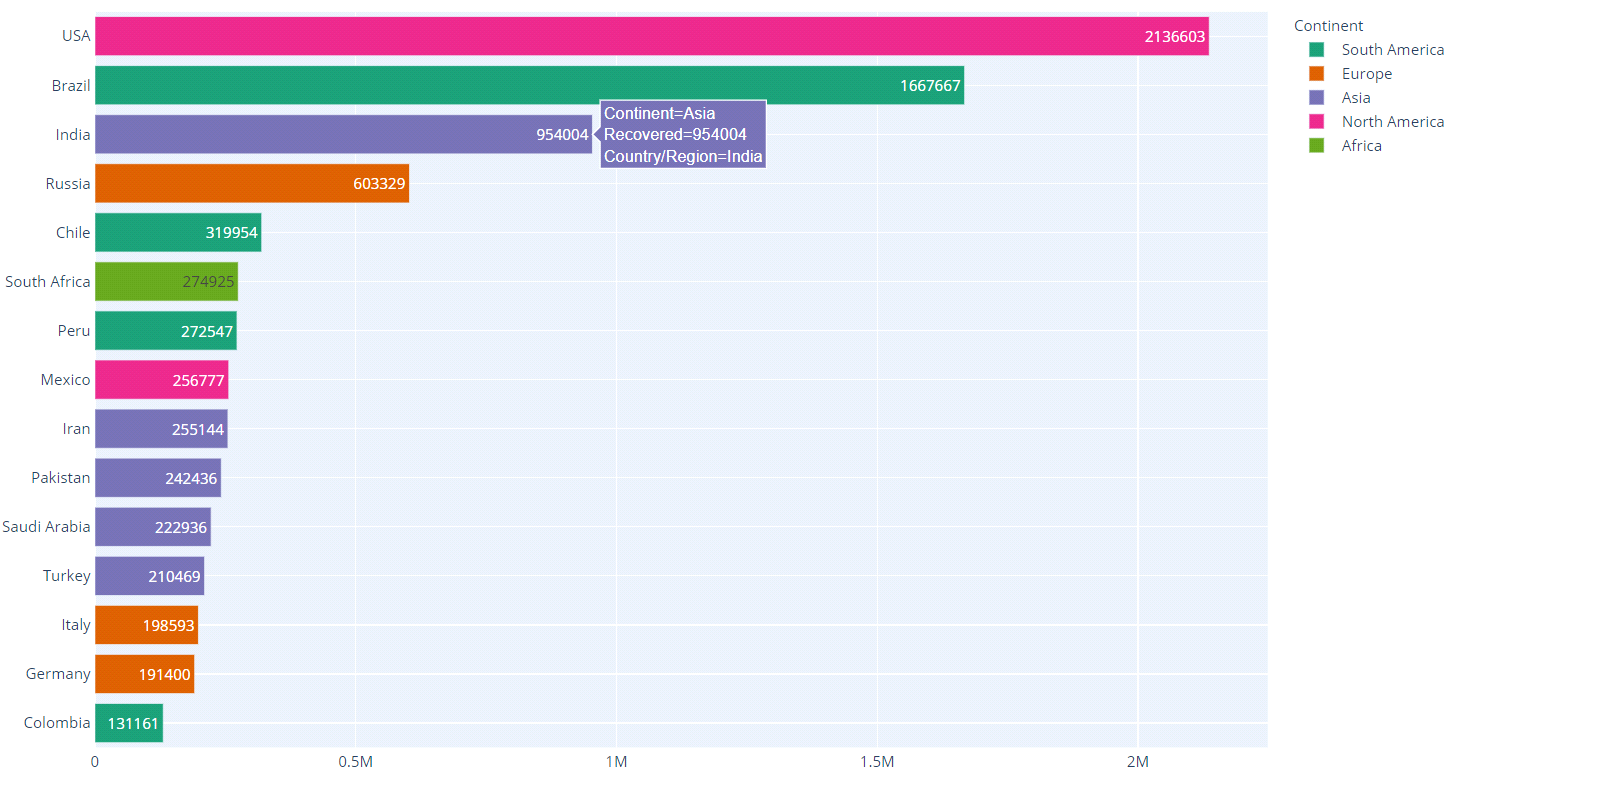 USA 2136603
Brazil 1667667
India 954004
Continent=Asia
Recovered=954004
Country/Region=India
Russia 603329
Chile 319954
South Africa 274925
Peru 272547
Mexico 256777
Iran 255144
Pakistan 242436
Saudi Arabia 222936
Turkey 210469
Italy 198593
Germany 191400
Colombia 131161
0 0.5M 1M 1.5M 2M
Continent
South America
Europe
Asia
North America
Africa